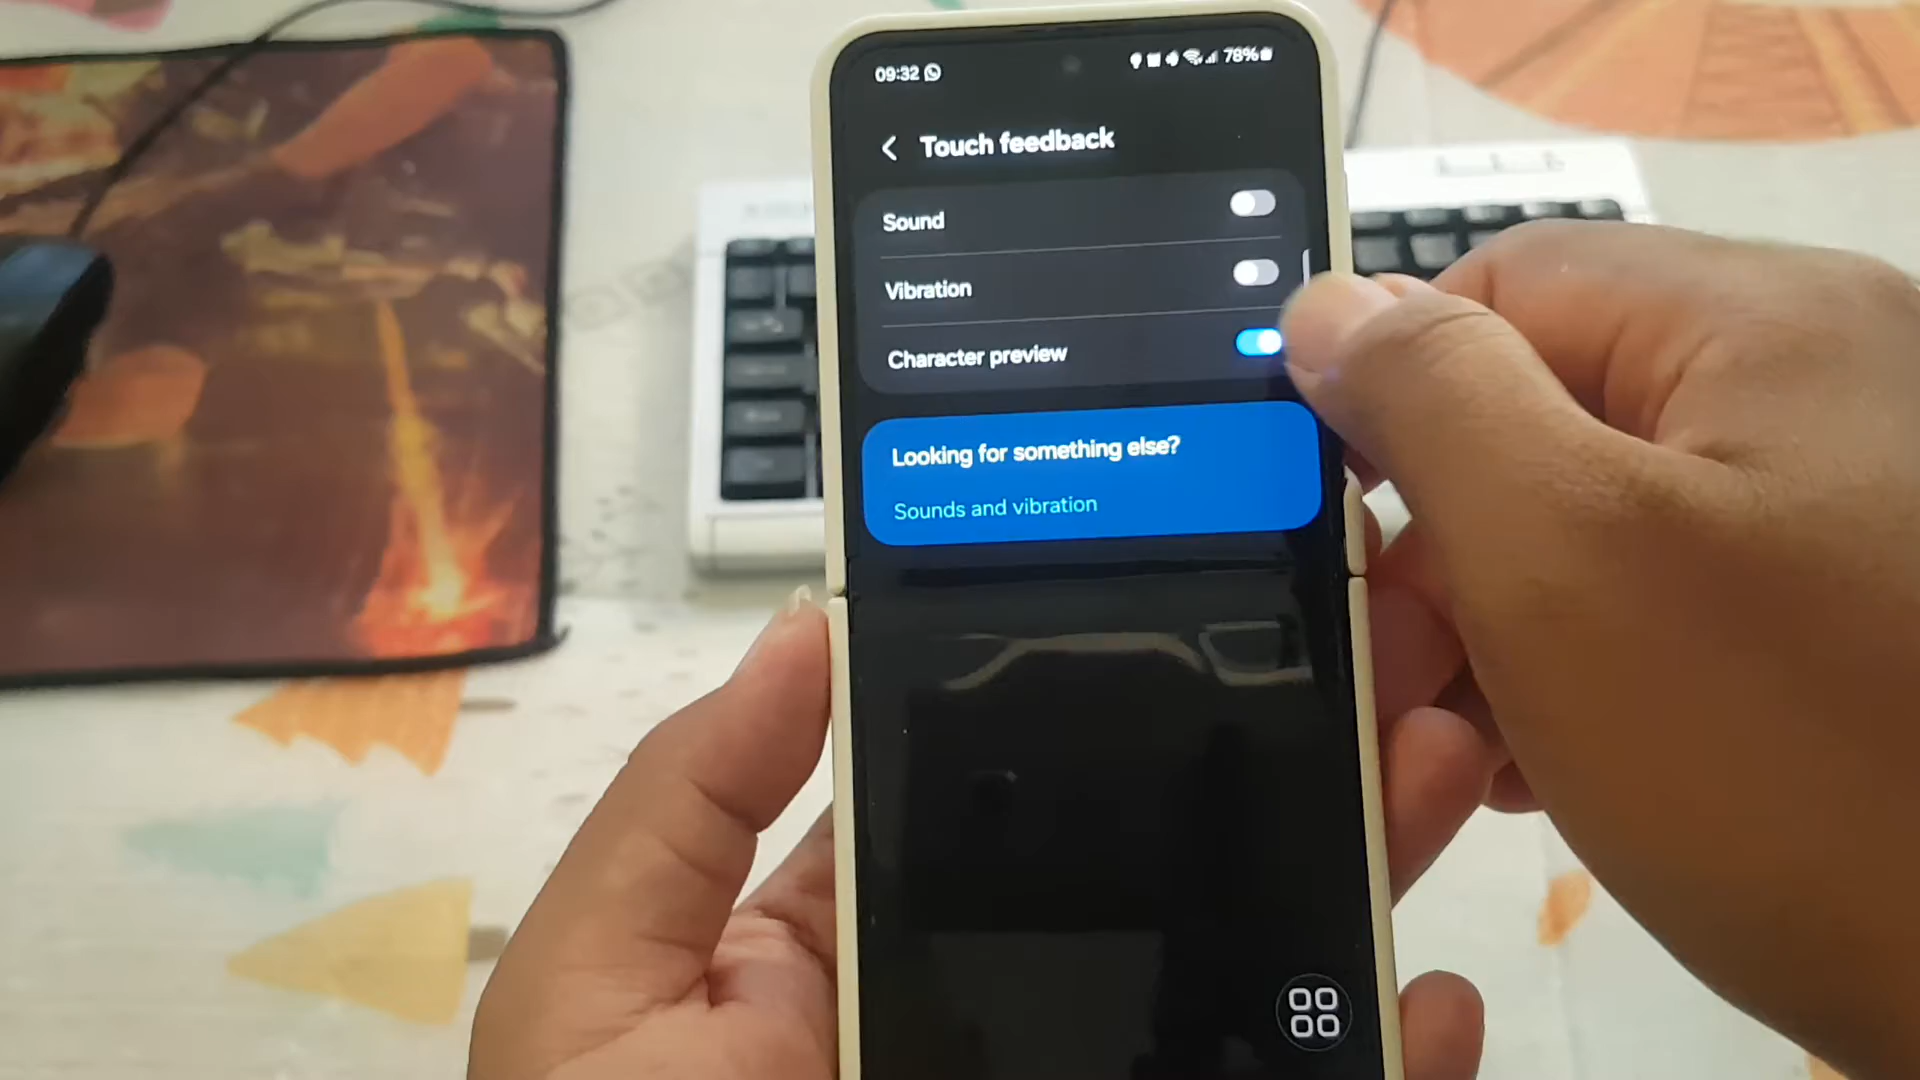 09:32
78%
Touch feedback
Sound
Vibration
Character preview
Looking for something else?
Sounds and vibration